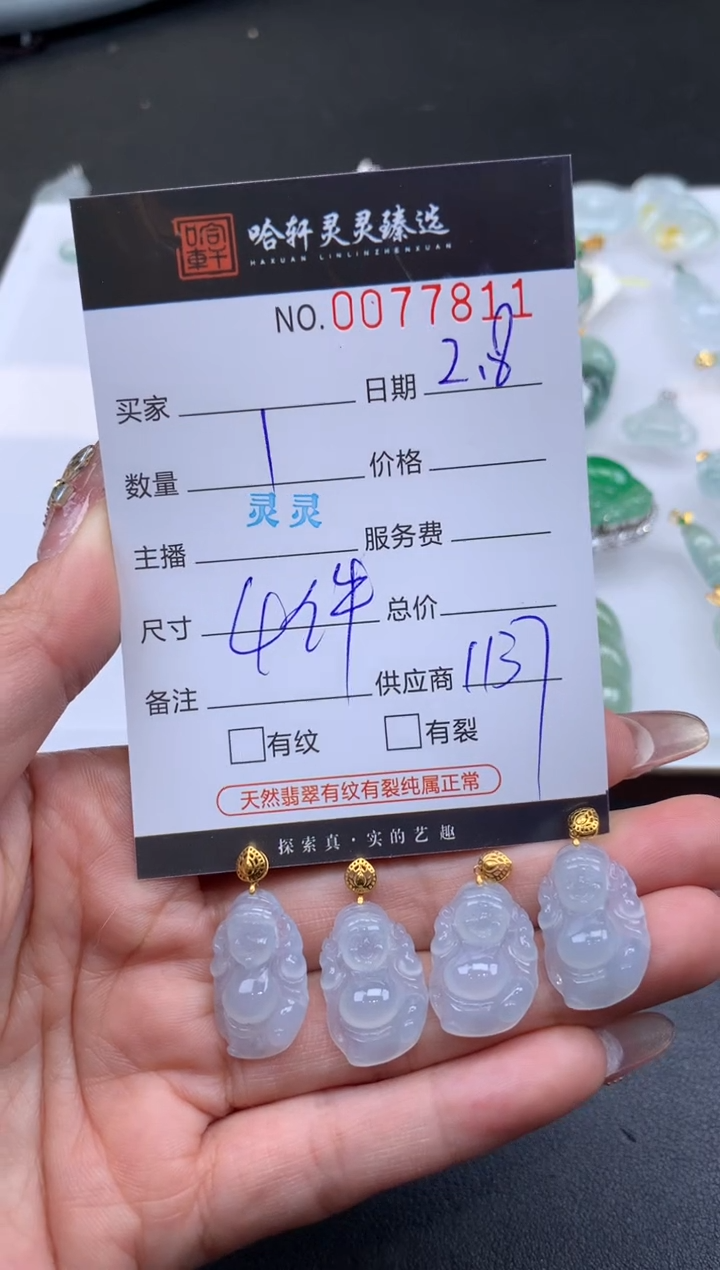 哈轩
哈轩灵灵臻选
HAXUAN LINLINZHENXUAN
NO.0077811
买家 日期 2.8
数量 1 价格
主播 灵灵 服务费
尺寸 4件 总价
备注 供应商 1137
有纹 有裂
天然翡翠有纹有裂纯属正常
探索真·实的艺趣